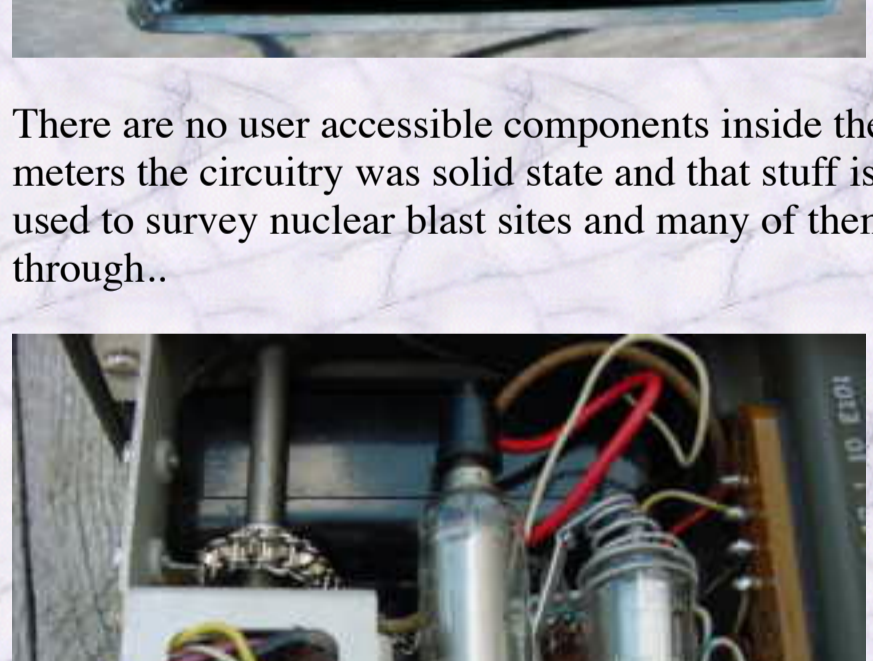 There are no user accessible components inside the
meters the circuitry was solid state and that stuff is
used to survey nuclear blast sites and many of them
through..